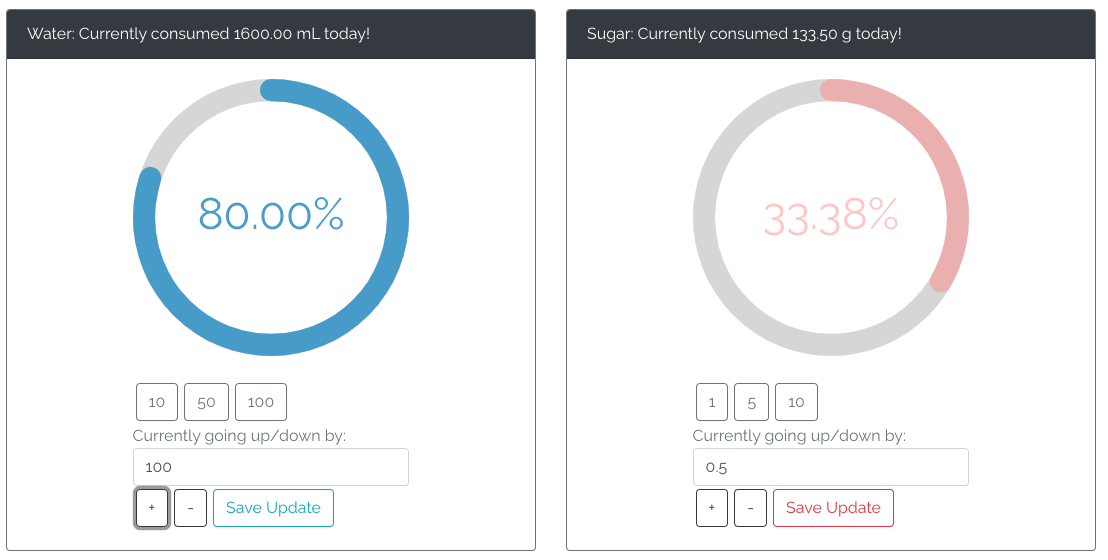 Water: Currently consumed 1600.00 mL today!
80.00%
10 50 100
Currently going up/down by:
100
+ - Save Update
Sugar: Currently consumed 133.50 g today!
33.38%
1 5 10
Currently going up/down by:
0.5
+ - Save Update